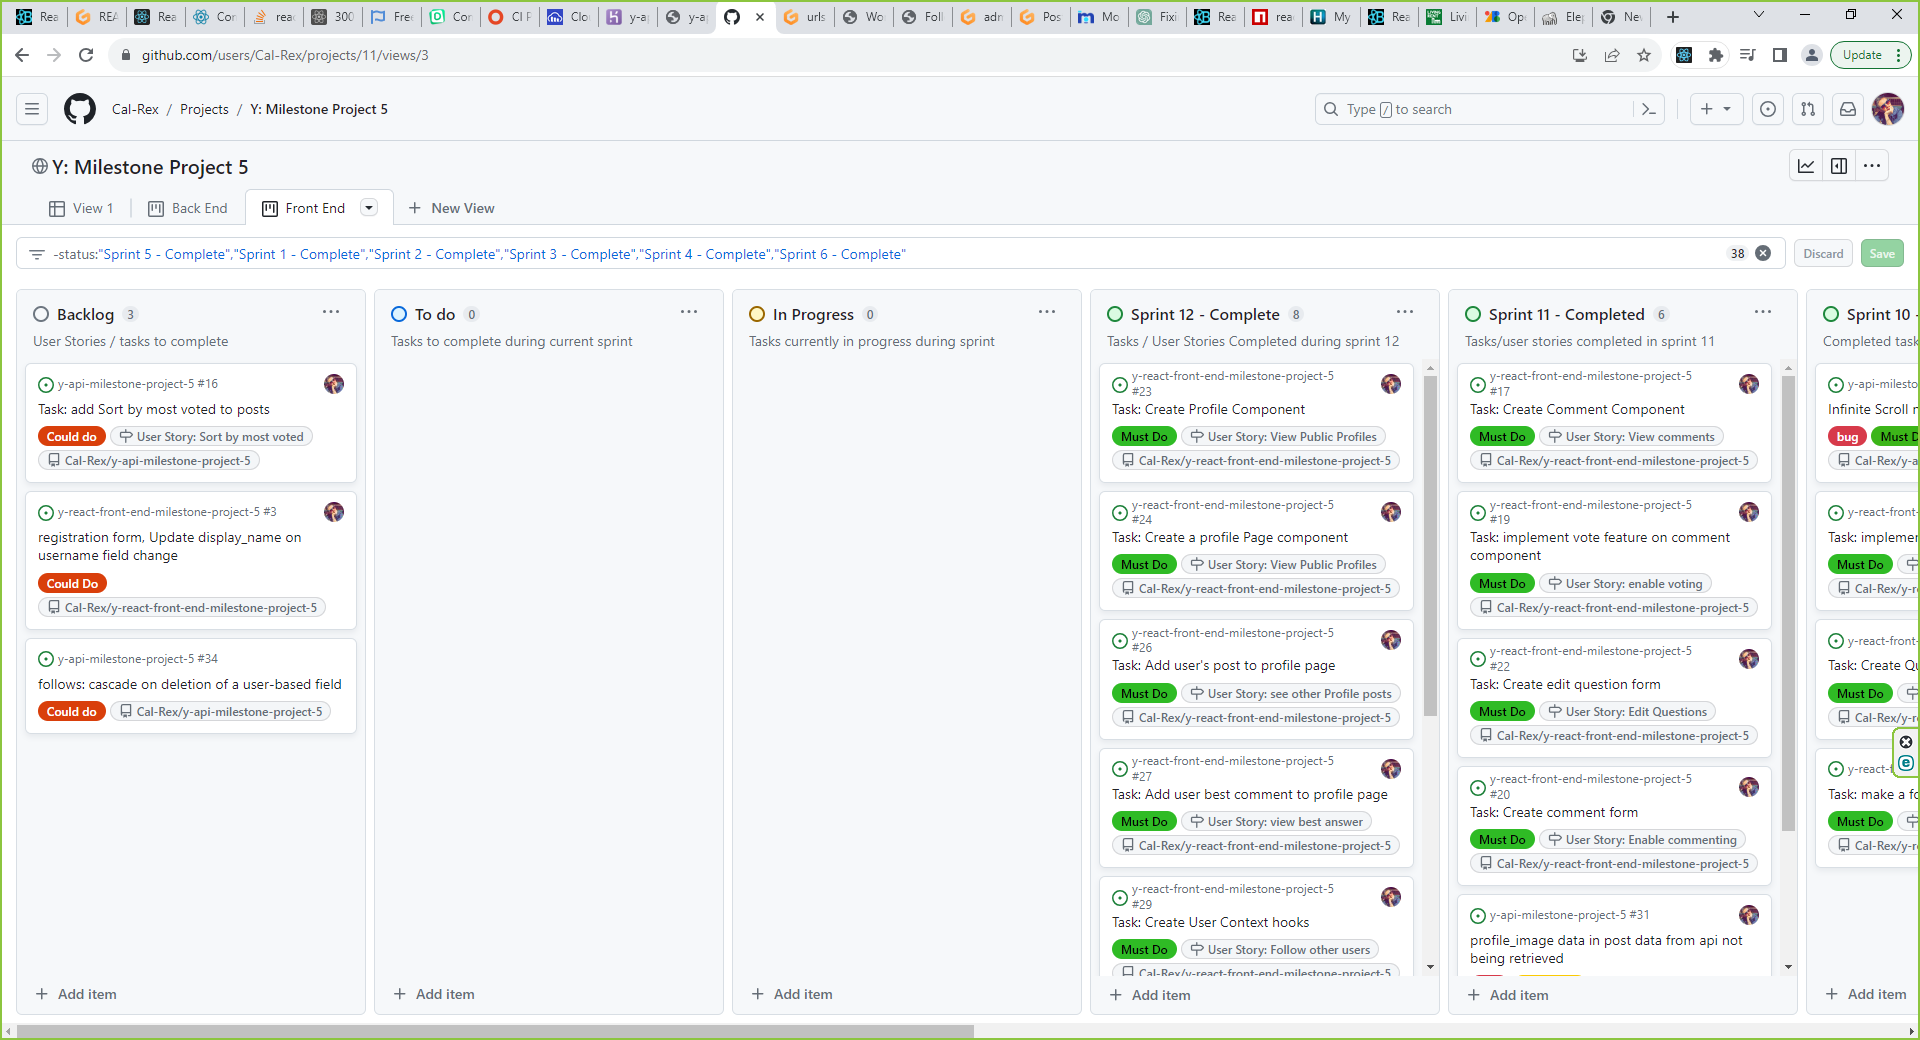 Rea
REA
Rea
Cor
reac
300
Free
Con
CI P
Clo
y-ap
y-ap
urls
Wo
Foll
adn
Pos
Mo
Fixi
Rea
reac
My
Rea
Livi
Ope
Elep
Nev
github.com/users/Cal-Rex/projects/11/views/3
Update
Cal-Rex / Projects / Y: Milestone Project 5
Type / to search
Y: Milestone Project 5
View 1
Back End
Front End
New View
-status:"Sprint 5 - Complete","Sprint 1 - Complete","Sprint 2 - Complete","Sprint 3 - Complete","Sprint 4 - Complete","Sprint 6 - Complete"
38
Discard
Save
Backlog 3
User Stories / tasks to complete
y-api-milestone-project-5 #16
Task: add Sort by most voted to posts
Could do
User Story: Sort by most voted
Cal-Rex/y-api-milestone-project-5
y-react-front-end-milestone-project-5 #3
registration form, Update display_name on
username field change
Could Do
Cal-Rex/y-react-front-end-milestone-project-5
y-api-milestone-project-5 #34
follows: cascade on deletion of a user-based field
Could do
Cal-Rex/y-api-milestone-project-5
Add item
To do 0
Tasks to complete during current sprint
Add item
In Progress 0
Tasks currently in progress during sprint
Add item
Sprint 12 - Complete 8
Tasks / User Stories Completed during sprint 12
y-react-front-end-milestone-project-5
#23
Task: Create Profile Component
Must Do
User Story: View Public Profiles
Cal-Rex/y-react-front-end-milestone-project-5
y-react-front-end-milestone-project-5
#24
Task: Create a profile Page component
Must Do
User Story: View Public Profiles
Cal-Rex/y-react-front-end-milestone-project-5
y-react-front-end-milestone-project-5
#26
Task: Add user's post to profile page
Must Do
User Story: see other Profile posts
Cal-Rex/y-react-front-end-milestone-project-5
y-react-front-end-milestone-project-5
#27
Task: Add user best comment to profile page
Must Do
User Story: view best answer
Cal-Rex/y-react-front-end-milestone-project-5
y-react-front-end-milestone-project-5
#29
Task: Create User Context hooks
Must Do
User Story: Follow other users
Cal-Rex/y-react-front-end-milestone-project-5
Add item
Sprint 11 - Completed 6
Tasks/user stories completed in sprint 11
y-react-front-end-milestone-project-5
#17
Task: Create Comment Component
Must Do
User Story: View comments
Cal-Rex/y-react-front-end-milestone-project-5
y-react-front-end-milestone-project-5
#19
Task: implement vote feature on comment
component
Must Do
User Story: enable voting
Cal-Rex/y-react-front-end-milestone-project-5
y-react-front-end-milestone-project-5
#22
Task: Create edit question form
Must Do
User Story: Edit Questions
Cal-Rex/y-react-front-end-milestone-project-5
y-react-front-end-milestone-project-5
#20
Task: Create comment form
Must Do
User Story: Enable commenting
Cal-Rex/y-react-front-end-milestone-project-5
y-api-milestone-project-5 #31
profile_image data in post data from api not
being retrieved
Add item
Sprint 10 -
Completed task
y-api-milesto
Infinite Scroll
bug
Must D
Cal-Rex/y-a
y-react-front-
Task: implemer
Must Do
Cal-Rex/y-r
y-react-front-
Task: Create Qu
Must Do
Cal-Rex/y-r
y-react-f
Task: make a fo
Must Do
Cal-Rex/y-r
Add item